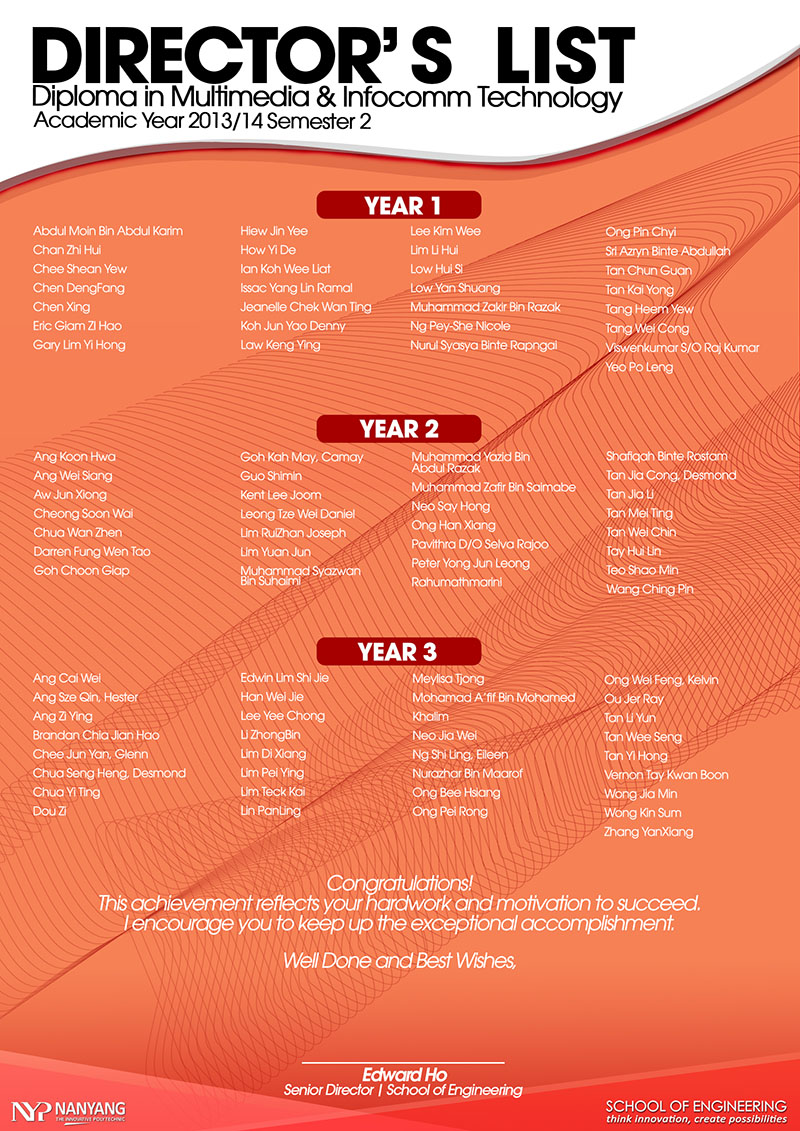 DIRECTOR'S LIST
Diploma in Multimedia & Infocomm Technology
Academic Year 2013/14 Semester 2
YEAR 1
Abdul Moin Bin Abdul Karim
Chan Zhi Hui
Chee Shean Yew
Chen DengFang
Chen Xing
Eric Giam Zi Hao
Gary Lim Yi Hong
Hiew Jin Yee
How Yi De
Ian Koh Wee Liat
Issac Yang Lin Ramal
Jeanelle Chek Wan Ting
Koh Jun Yao Denny
Law Keng Ying
Lee Kim Wee
Lim Li Hui
Low Hui Si
Low Yan Shuang
Muhammad Zakir Bin Razak
Ng Pey-She Nicole
Nurul Syasya Binte Rapngai
Ong Pin Chyi
Sri Azryn Binte Abdullah
Tan Chun Guan
Tan Kai Yong
Tang Heem Yew
Tang Wei Cong
Viswenkumar S/O Raj Kumar
Yeo Po Leng
YEAR 2
Ang Koon Hwa
Ang Wei Siang
Aw Jun Xiong
Cheong Soon Wai
Chua Wan Zhen
Darren Fung Wen Tao
Goh Choon Giap
Goh Kah May, Camay
Guo Shimin
Kent Lee Joom
Leong Tze Wei Daniel
Lim RuiZhan Joseph
Lim Yuan Jun
Muhammad Syazwan
Bin Suhaimi
Muhammad Yazid Bin
Abdul Razak
Muhammad Zafir Bin Saimabe
Neo Say Hong
Ong Han Xiang
Pavithra D/O Selva Rajoo
Peter Yong Jun Leong
Rahumathmarini
Shafiqah Binte Rostam
Tan Jia Cong, Desmond
Tan Jia Li
Tan Mei Ting
Tan Wei Chin
Tay Hui Lin
Teo Shao Min
Wang Ching Pin
YEAR 3
Ang Cai Wei
Ang Sze Qin, Hester
Ang Zi Ying
Brandan Chia Jian Hao
Chee Jun Yan, Glenn
Chua Seng Heng, Desmond
Chua Yi Ting
Dou Zi
Edwin Lim Shi Jie
Han Wei Jie
Lee Yee Chong
Li ZhongBin
Lim Di Xiang
Lim Pei Ying
Lim Teck Kai
Lin PanLing
Meylisa Tjong
Mohamad A'fif Bin Mohamed
Khalim
Neo Jia Wei
Ng Shi Ling, Eileen
Nurazhar Bin Maarof
Ong Bee Hsiang
Ong Pei Rong
Ong Wei Feng, Kelvin
Ou Jer Ray
Tan Li Yun
Tan Wee Seng
Tan Yi Hong
Vernon Tay Kwan Boon
Wong Jia Min
Wong Kin Sum
Zhang YanXiang
Congratulations!
This achievement reflects your hardwork and motivation to succeed.
I encourage you to keep up the exceptional accomplishment.
Well Done and Best Wishes,
Edward Ho
Senior Director | School of Engineering
NYP NANYANG
THE INNOVATIVE POLYTECHNIC
SCHOOL OF ENGINEERING
think innovation, create possibilities